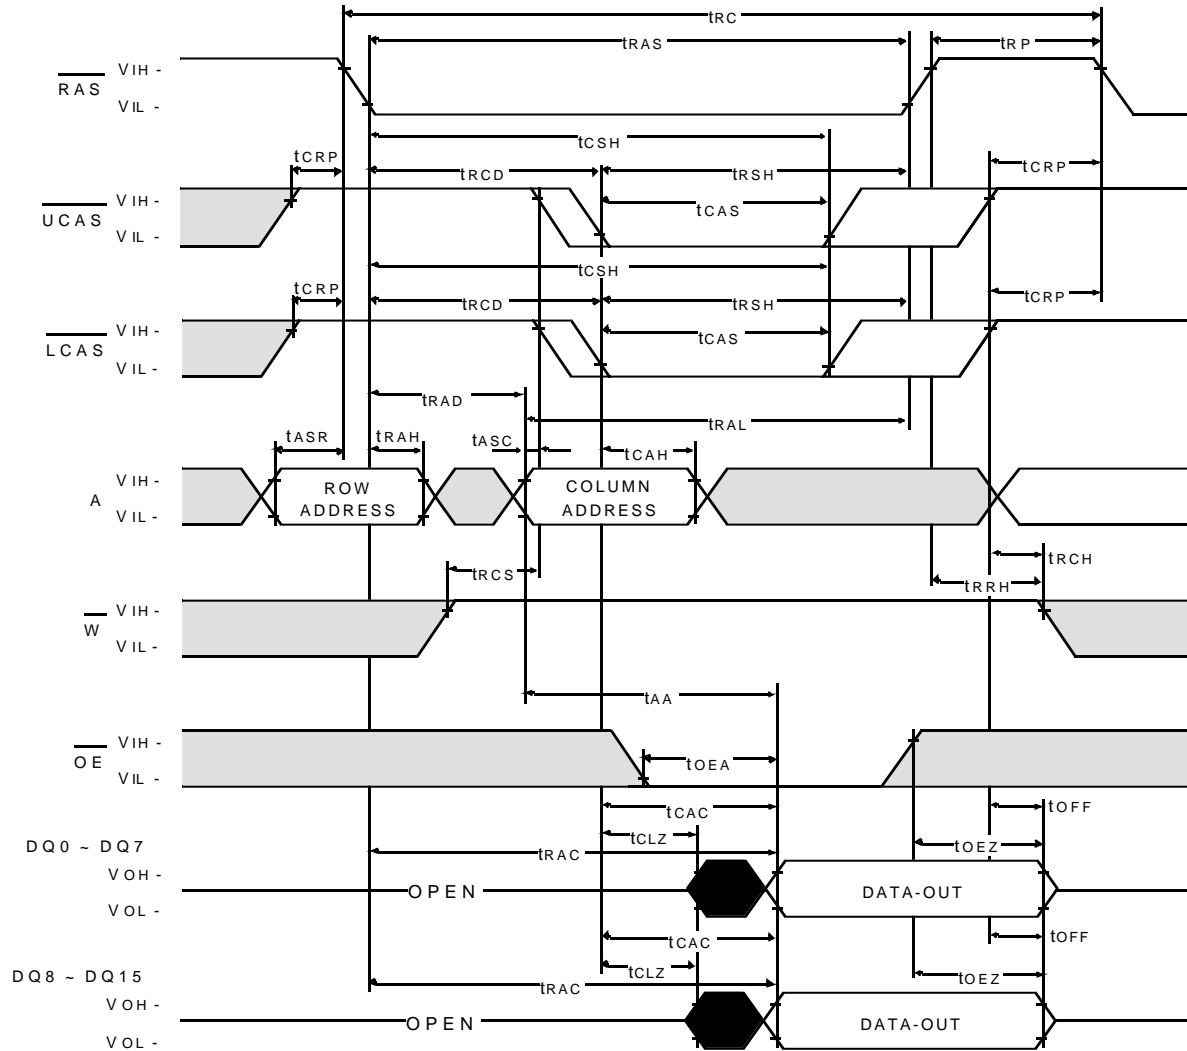 tRC
tRAS tRP
RAS VIH -
VIL -
tCSH
tCRP tRCD tRSH tCRP
UCAS VIH -
tCAS
VIL -
tCSH
tCRP tRCD tRSH tCRP
LCAS VIH -
tCAS
VIL -
tRAD
tRAL
tASR tRAH tASC tCAH
A VIH -
VIL -
ROW
ADDRESS
COLUMN
ADDRESS
tRCH
tRCS tRRH
W VIH -
VIL -
tAA
OE VIH -
VIL -
tOEA
tCAC tOFF
tCLZ tOEZ
DQ0 ~ DQ7
tRAC
VOH -
OPEN DATA-OUT
VOL -
tCAC tOFF
tCLZ tOEZ
DQ8 ~ DQ15
tRAC
VOH -
OPEN DATA-OUT
VOL -